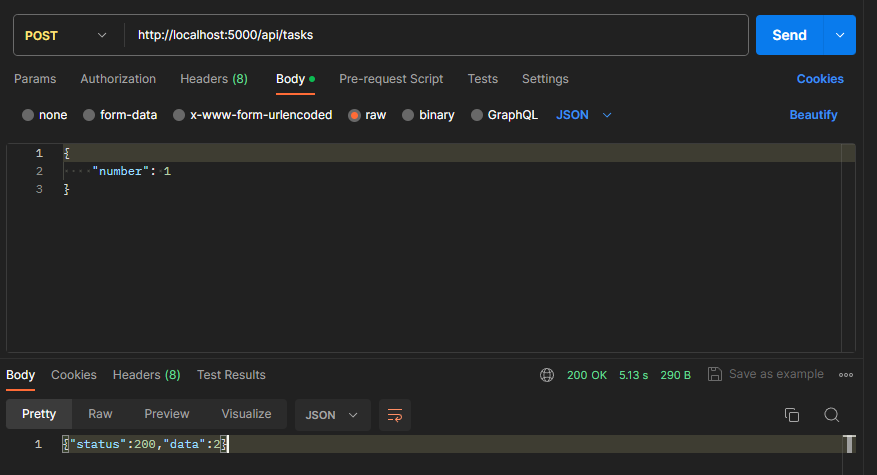 POST http://localhost:5000/api/tasks Send
Params Authorization Headers (8) Body Pre-request Script Tests Settings Cookies
none form-data x-www-form-urlencoded raw binary GraphQL JSON Beautify
1 {
2 "number": 1
3 }
Body Cookies Headers (8) Test Results 200 OK 5.13 s 290 B Save as example
Pretty Raw Preview Visualize JSON
1 {"status":200,"data":2}